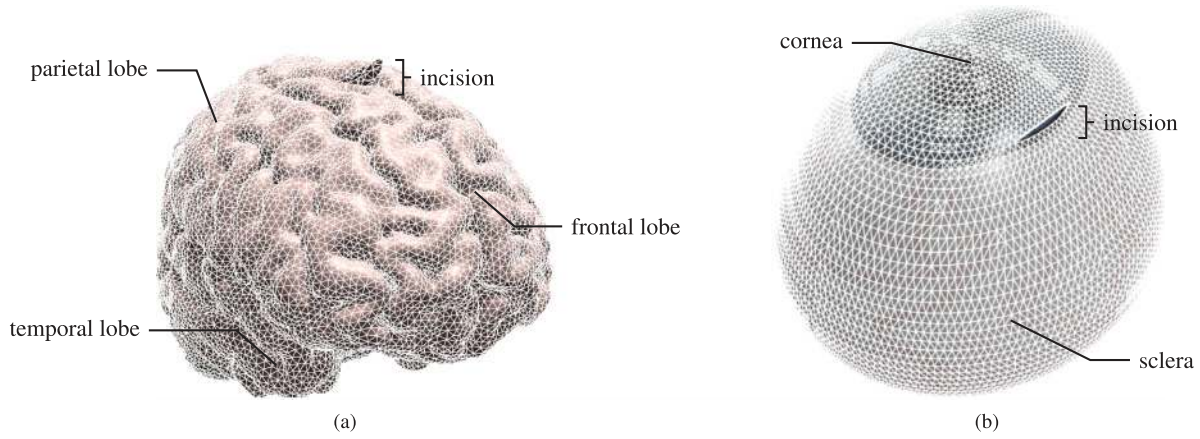 parietal lobe
incision
frontal lobe
temporal lobe
(a)
cornea
incision
sclera
(b)